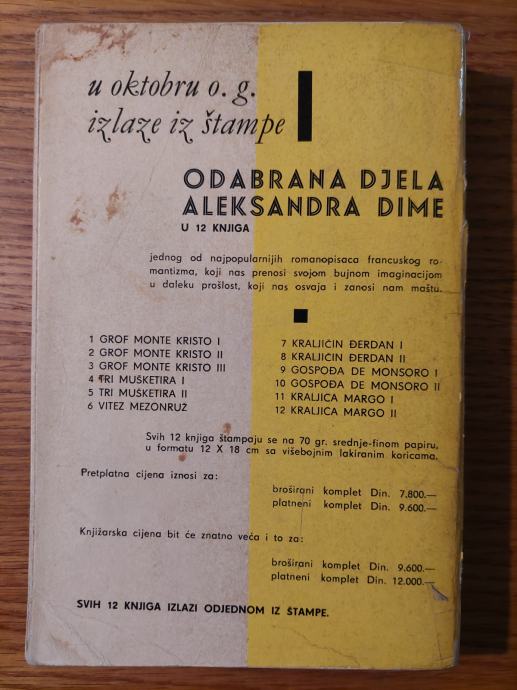 u oktobru o. g.
izlaze iz štampe
ODABRANA DJELA
ALEKSANDRA DIME
U 12 KNJIGA
jednog od najpopularnijih romanopisaca francuskog ro-
mantizma, koji nas prenosi svojom bujnom imaginacijom
u daleku prošlost, koji nas osvaja i zanosi nam maštu.
1 GROF MONTE KRISTO I
2 GROF MONTE KRISTO II
3 GROF MONTE KRISTO III
4 TRI MUŠKETIRA I
5 TRI MUŠKETIRA II
6 VITEZ MEZONRUŽ
7 KRALJIČIN ĐERDAN I
8 KRALJIČIN ĐERDAN II
9 GOSPOĐA DE MONSORO I
10 GOSPOĐA DE MONSORO II
11 KRALJICA MARGO I
12 KRALJICA MARGO II
Svih 12 knjiga štampaju se na 70 gr. srednje-finom papiru,
u formatu 12 X 18 cm sa višebojnim lakiranim koricama.
Pretplatna cijena iznosi za:
broširani komplet Din. 7.800.—
platneni komplet Din. 9.600.—
Knjižarska cijena bit će znatno veća i to za:
broširani komplet Din. 9.600.—
platneni komplet Din. 12.000.—
SVIH 12 KNJIGA IZLAZI ODJEDNOM IZ ŠTAMPE.